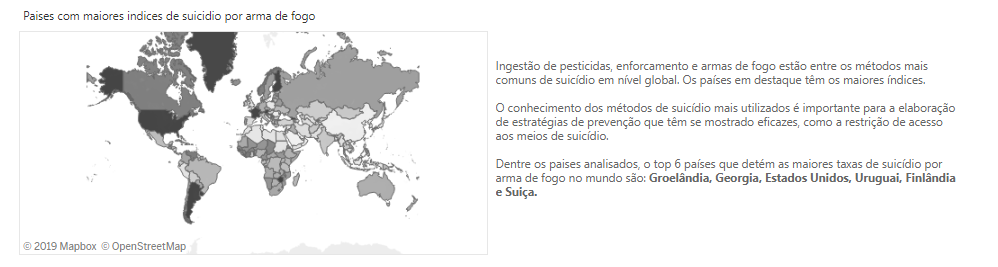 Paises com maiores indices de suicidio por arma de fogo
Ingestão de pesticidas, enforcamento e armas de fogo estão entre os métodos mais
comuns de suicídio em nível global. Os países em destaque têm os maiores índices.
O conhecimento dos métodos de suicídio mais utilizados é importante para a elaboração
de estratégias de prevenção que têm se mostrado eficazes, como a restrição de acesso
aos meios de suicídio.
Dentre os paises analisados, o top 6 países que detém as maiores taxas de suicídio por
arma de fogo no mundo são: Groelândia, Georgia, Estados Unidos, Uruguai, Finlândia
e Suiça.
© 2019 Mapbox © OpenStreetMap